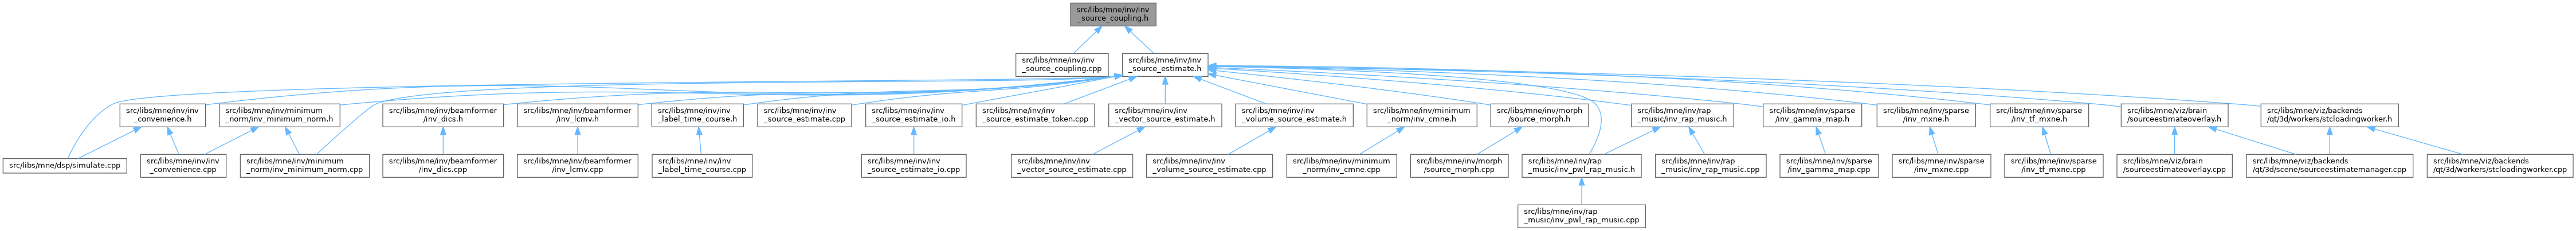 src/libs/mne/inv/inv
_source_coupling.h
src/libs/mne/inv/inv
_source_coupling.cpp
src/libs/mne/inv/inv
_source_estimate.h
src/libs/mne/inv/inv
_convenience.h
src/libs/mne/inv/minimum
_norm/inv_minimum_norm.h
src/libs/mne/inv/beamformer
/inv_dics.h
src/libs/mne/inv/beamformer
/inv_lcmv.h
src/libs/mne/inv/inv
_label_time_course.h
src/libs/mne/inv/inv
_source_estimate.cpp
src/libs/mne/inv/inv
_source_estimate_io.h
src/libs/mne/inv/inv
_source_estimate_token.cpp
src/libs/mne/inv/inv
_vector_source_estimate.h
src/libs/mne/inv/inv
_volume_source_estimate.h
src/libs/mne/inv/minimum
_norm/inv_cmne.h
src/libs/mne/inv/morph
/source_morph.h
src/libs/mne/inv/rap
_music/inv_rap_music.h
src/libs/mne/inv/sparse
/inv_gamma_map.h
src/libs/mne/inv/sparse
/inv_mxne.h
src/libs/mne/inv/sparse
/inv_tf_mxne.h
src/libs/mne/viz/brain
/sourceestimateoverlay.h
src/libs/mne/viz/backends
/qt/3d/workers/stcloadingworker.h
src/libs/mne/dsp/simulate.cpp
src/libs/mne/inv/inv
_convenience.cpp
src/libs/mne/inv/minimum
_norm/inv_minimum_norm.cpp
src/libs/mne/inv/beamformer
/inv_dics.cpp
src/libs/mne/inv/beamformer
/inv_lcmv.cpp
src/libs/mne/inv/inv
_label_time_course.cpp
src/libs/mne/inv/inv
_source_estimate_io.cpp
src/libs/mne/inv/inv
_vector_source_estimate.cpp
src/libs/mne/inv/inv
_volume_source_estimate.cpp
src/libs/mne/inv/minimum
_norm/inv_cmne.cpp
src/libs/mne/inv/morph
/source_morph.cpp
src/libs/mne/inv/rap
_music/inv_pwl_rap_music.h
src/libs/mne/inv/rap
_music/inv_rap_music.cpp
src/libs/mne/inv/sparse
/inv_gamma_map.cpp
src/libs/mne/inv/sparse
/inv_mxne.cpp
src/libs/mne/inv/sparse
/inv_tf_mxne.cpp
src/libs/mne/viz/brain
/sourceestimateoverlay.cpp
src/libs/mne/viz/backends
/qt/3d/scene/sourceestimatemanager.cpp
src/libs/mne/viz/backends
/qt/3d/workers/stcloadingworker.cpp
src/libs/mne/inv/rap
_music/inv_pwl_rap_music.cpp